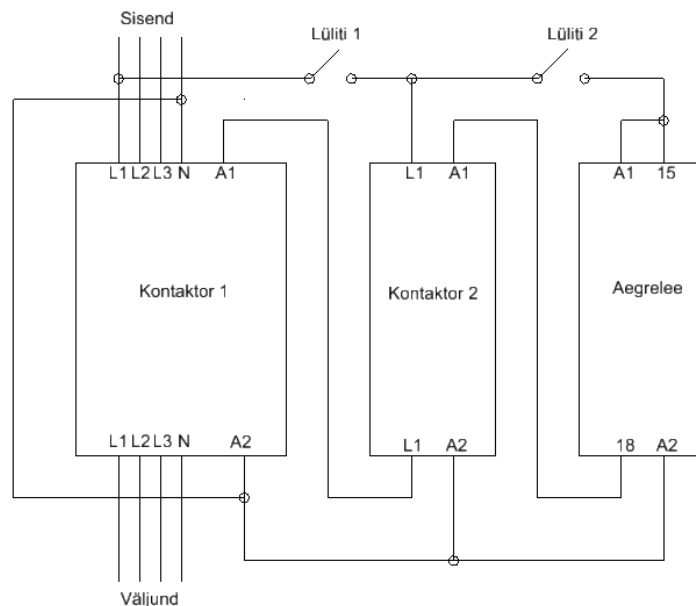 Sisend
Lüliti 1
Lüliti 2
L1 L2 L3 N A1
L1 A1
A1 15
Kontaktor 1
Kontaktor 2
Aegrelee
L1 L2 L3 N A2
L1 A2
18 A2
Väljund